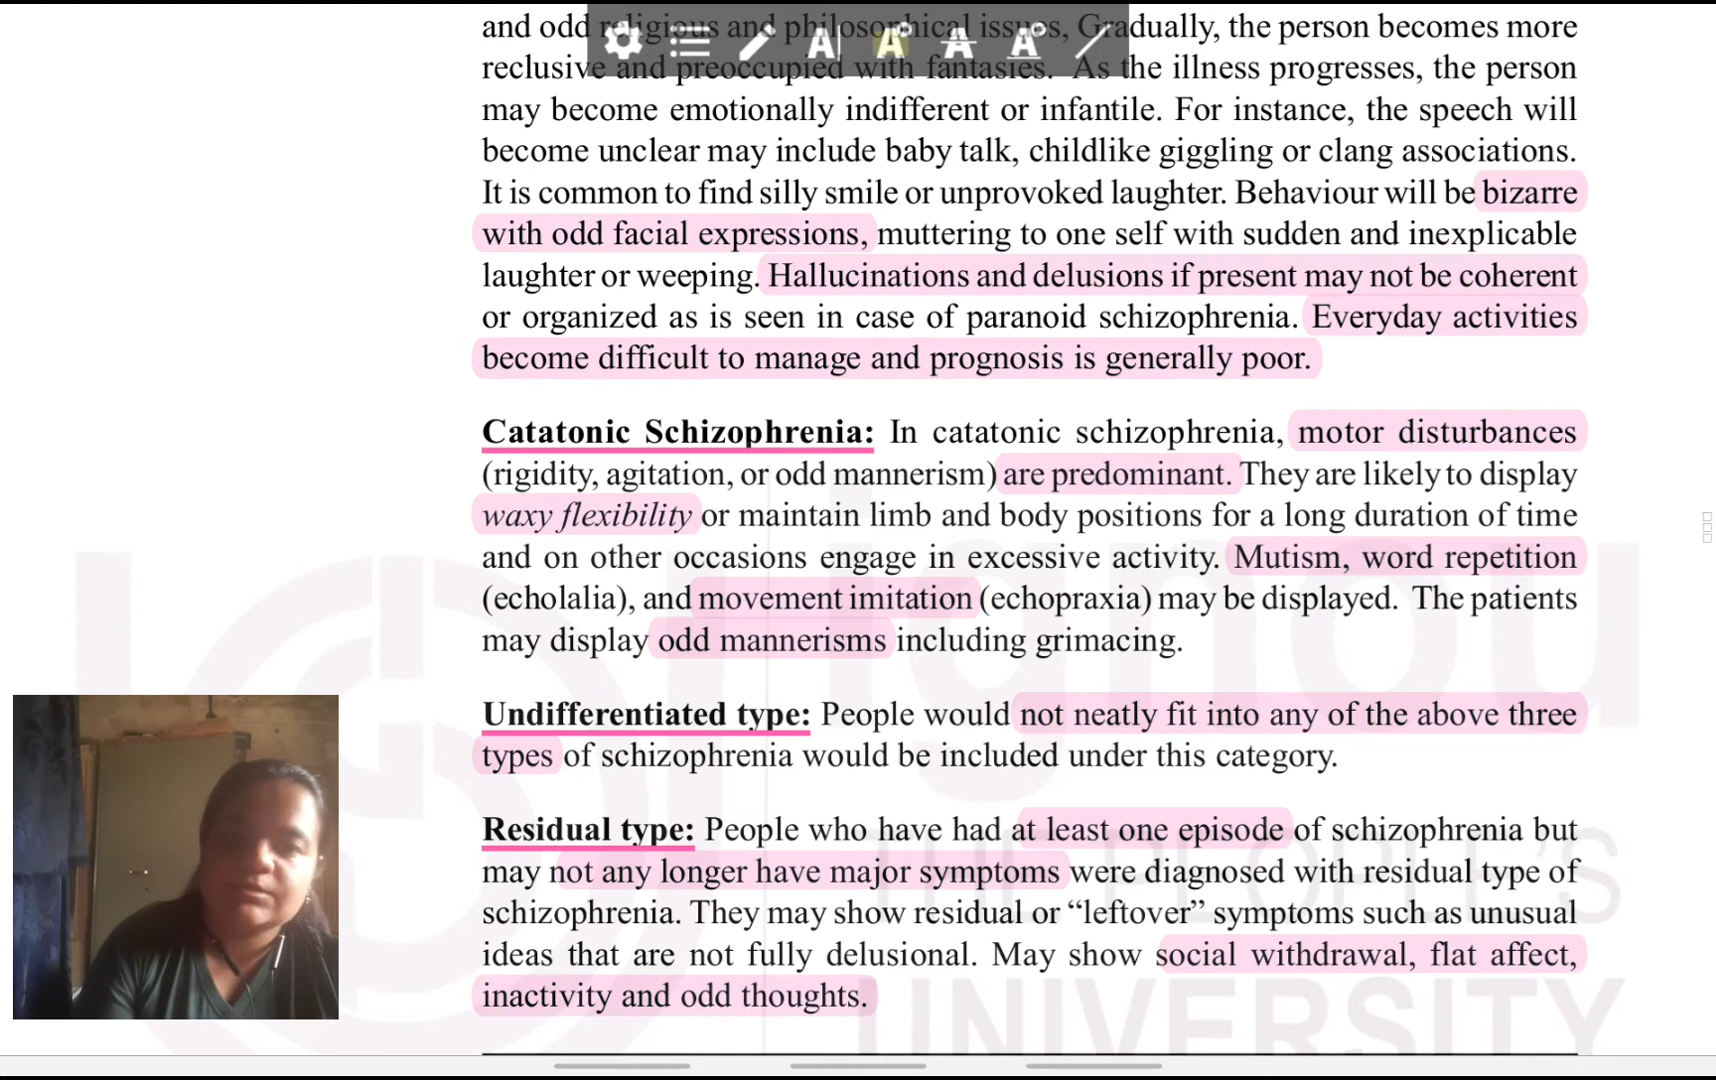 and odd religious and philosophical issues, Gradually, the person becomes more
reclusive and preoccupied with fantasies. As the illness progresses, the person
may become emotionally indifferent or infantile. For instance, the speech will
become unclear may include baby talk, childlike giggling or clang associations.
It is common to find silly smile or unprovoked laughter. Behaviour will be bizarre
with odd facial expressions, muttering to one self with sudden and inexplicable
laughter or weeping. Hallucinations and delusions if present may not be coherent
or organized as is seen in case of paranoid schizophrenia. Everyday activities
become difficult to manage and prognosis is generally poor.
Catatonic Schizophrenia: In catatonic schizophrenia, motor disturbances
(rigidity, agitation, or odd mannerism) are predominant. They are likely to display
waxy flexibility or maintain limb and body positions for a long duration of time
and on other occasions engage in excessive activity. Mutism, word repetition
(echolalia), and movement imitation (echopraxia) may be displayed. The patients
may display odd mannerisms including grimacing.
Undifferentiated type: People would not neatly fit into any of the above three
types of schizophrenia would be included under this category.
Residual type: People who have had at least one episode of schizophrenia but
may not any longer have major symptoms were diagnosed with residual type of
schizophrenia. They may show residual or “leftover” symptoms such as unusual
ideas that are not fully delusional. May show social withdrawal, flat affect,
inactivity and odd thoughts.
ignou
THE PEOPLE'S
UNIVERSITY